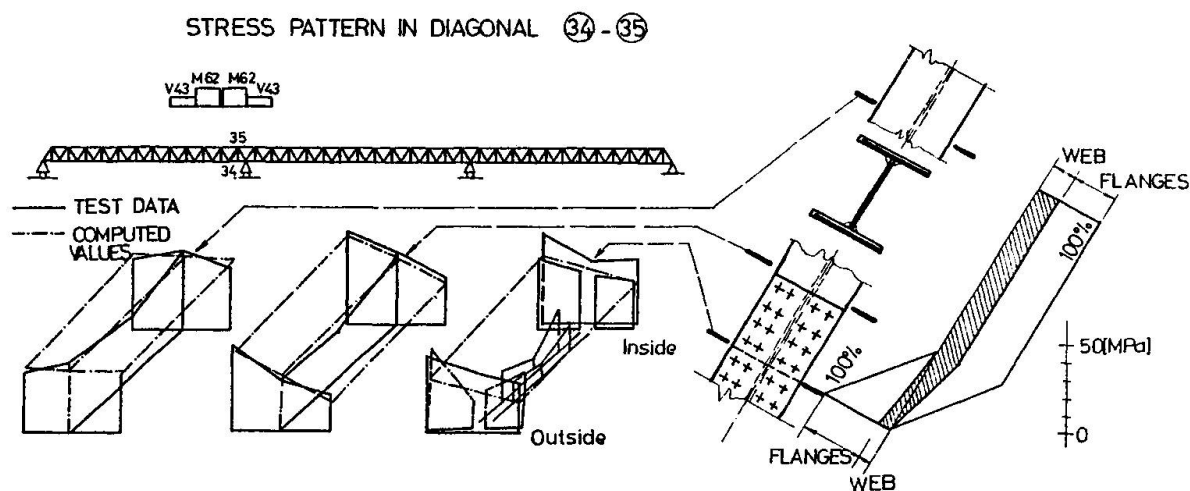 STRESS PATTERN IN DIAGONAL 34 - 35
V43 M62 M62 V43
35
34
TEST DATA
COMPUTED
VALUES
Inside
Outside
WEB
FLANGES
100%
50[MPa]
0
100%
FLANGES
WEB